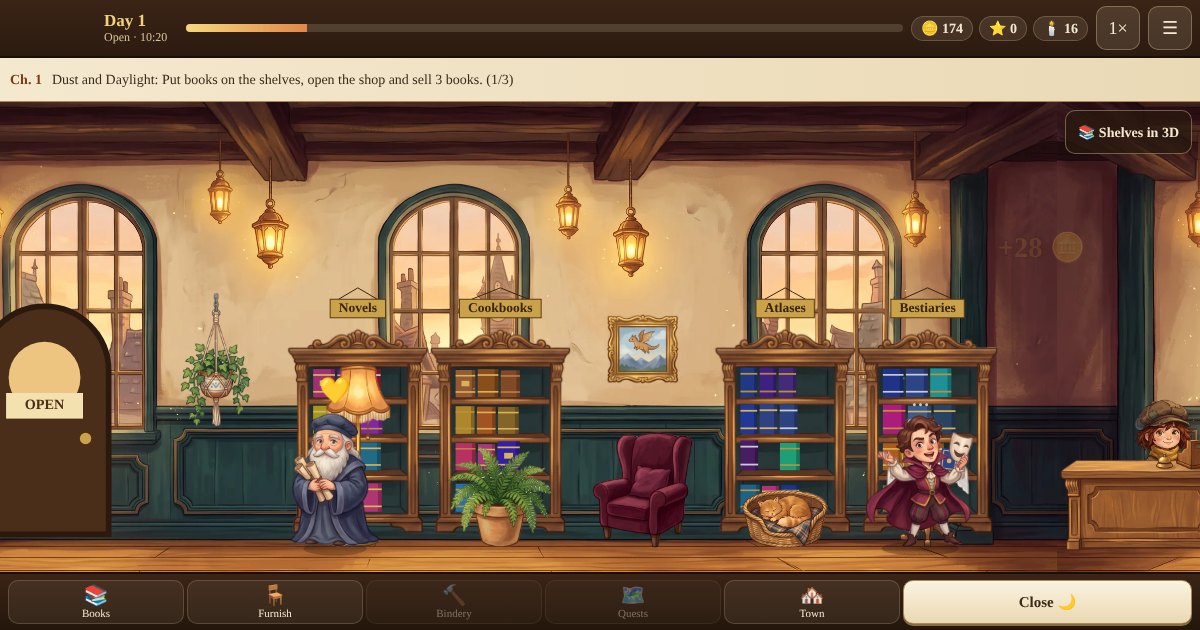 Day 1
Open · 10:20
174
0
16
1×
Ch. 1 Dust and Daylight: Put books on the shelves, open the shop and sell 3 books. (1/3)
Shelves in 3D
+28
Novels
Cookbooks
Atlases
Bestiaries
OPEN
Books
Furnish
Bindery
Quests
Town
Close